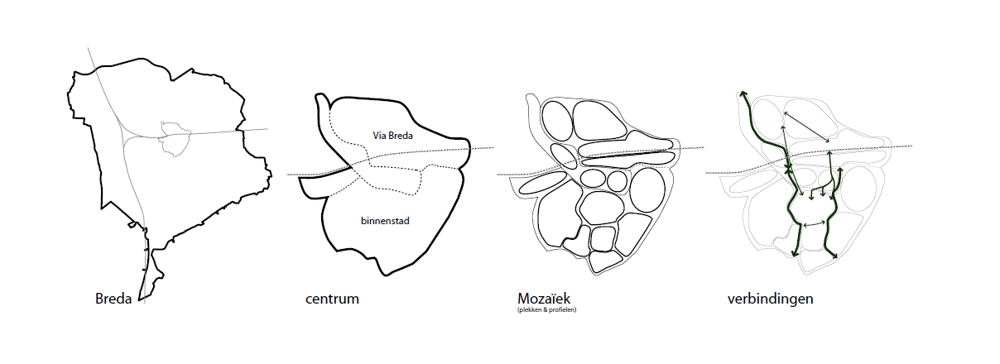 Via Breda
binnenstad
Breda
centrum
Mozaïek
(plekken & profielen)
verbindingen